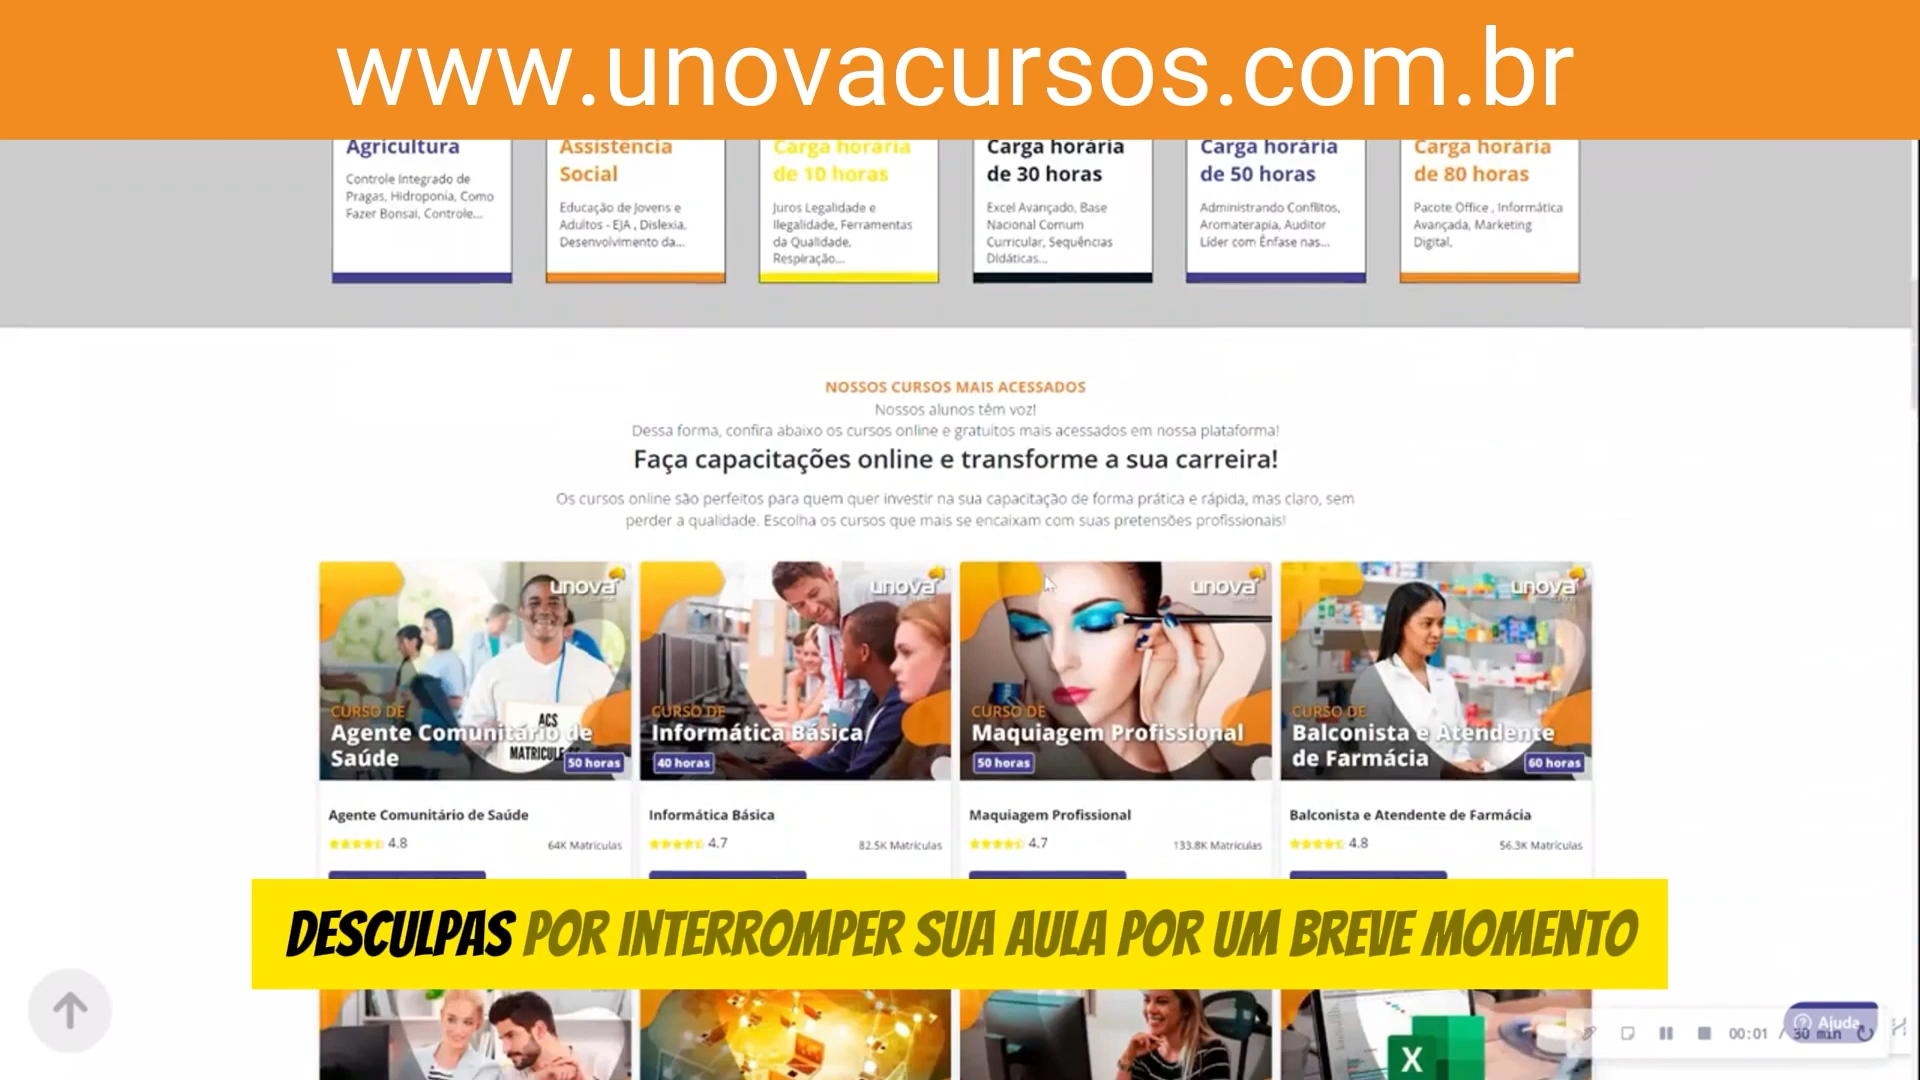 www.unovacursos.com.br
Agricultura
Controle Integrado de
Pragas, Hidroponia, Como
Fazer Bonsai, Controle...
Assistência
Social
Educação de Jovens e
Adultos - EJA , Dislexia,
Desenvolvimento da...
Carga horária
de 10 horas
Juros Legalidade e
Ilegalidade, Ferramentas
da Qualidade,
Respiração...
Carga horária
de 30 horas
Excel Avançado, Base
Nacional Comum
Curricular, Sequências
Didáticas...
Carga horária
de 50 horas
Administrando Conflitos,
Aromaterapia, Auditor
Líder com Ênfase nas...
Carga horária
de 80 horas
Pacote Office , Informática
Avançada, Marketing
Digital,
NOSSOS CURSOS MAIS ACESSADOS
Nossos alunos têm voz!
Dessa forma, confira abaixo os cursos online e gratuitos mais acessados em nossa plataforma!
Faça capacitações online e transforme a sua carreira!
Os cursos online são perfeitos para quem quer investir na sua capacitação de forma prática e rápida, mas claro, sem
perder a qualidade. Escolha os cursos que mais se encaixam com suas pretensões profissionais!
unova
CURSO DE
Agente Comunitário de
Saúde
ACS
50 horas
Agente Comunitário de Saúde
4.8
64K Matrículas
unova
CURSO DE
Informática Básica
40 horas
Informática Básica
4.7
82.5K Matrículas
unova
CURSO DE
Maquiagem Profissional
50 horas
Maquiagem Profissional
4.7
133.8K Matrículas
unova
CURSO DE
Balconista e Atendente
de Farmácia
60 horas
Balconista e Atendente de Farmácia
4.8
56.3K Matrículas
DESCULPAS POR INTERROMPER SUA AULA POR UM BREVE MOMENTO
X
Ajuda
00:01 / 30 min